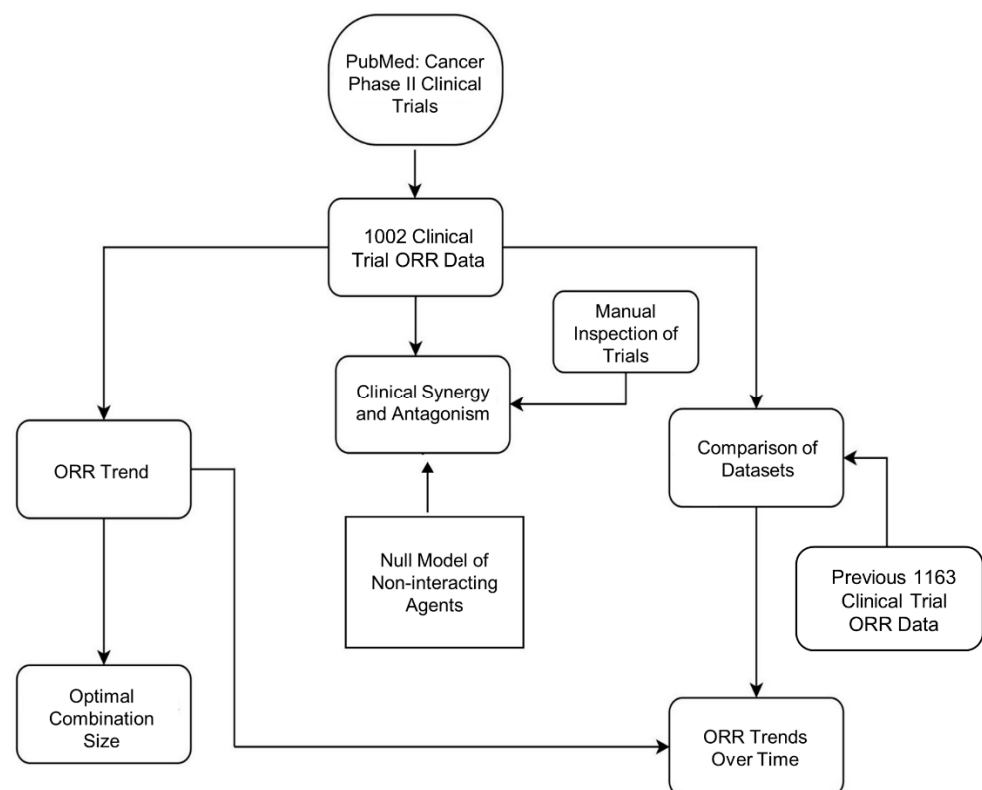 PubMed: Cancer
Phase II Clinical
Trials
1002 Clinical
Trial ORR Data
Manual
Inspection of
Trials
Clinical Synergy
and Antagonism
ORR Trend
Comparison of
Datasets
Null Model of
Non-interacting
Agents
Previous 1163
Clinical Trial
ORR Data
Optimal
Combination
Size
ORR Trends
Over Time